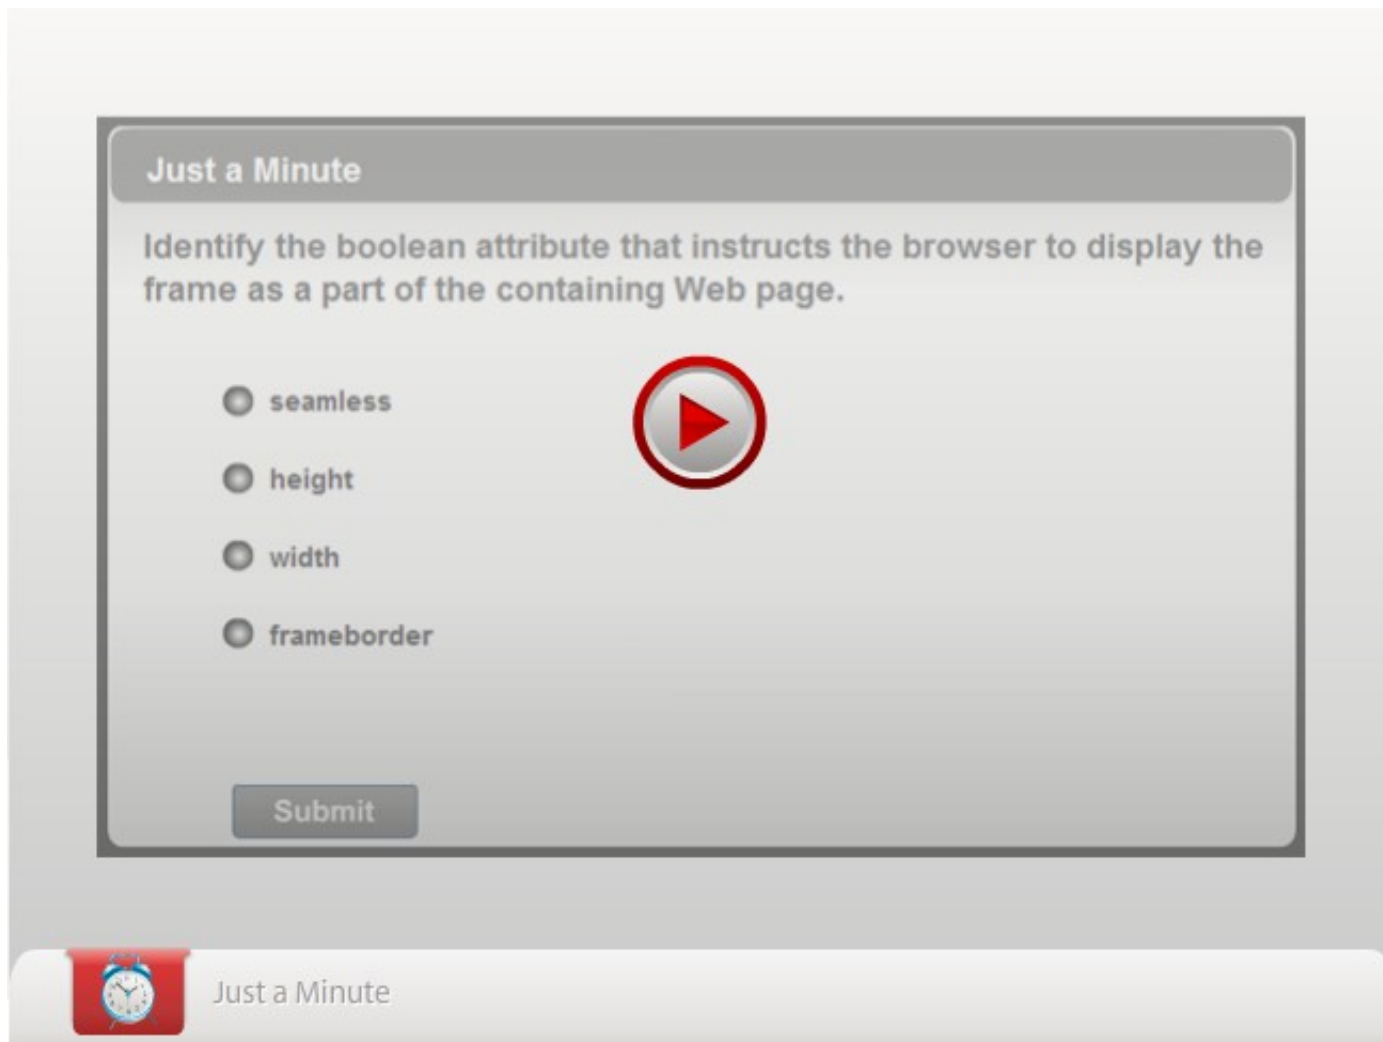 Just a Minute
Identify the boolean attribute that instructs the browser to display the
frame as a part of the containing Web page.
seamless
height
width
frameborder
Submit
Just a Minute